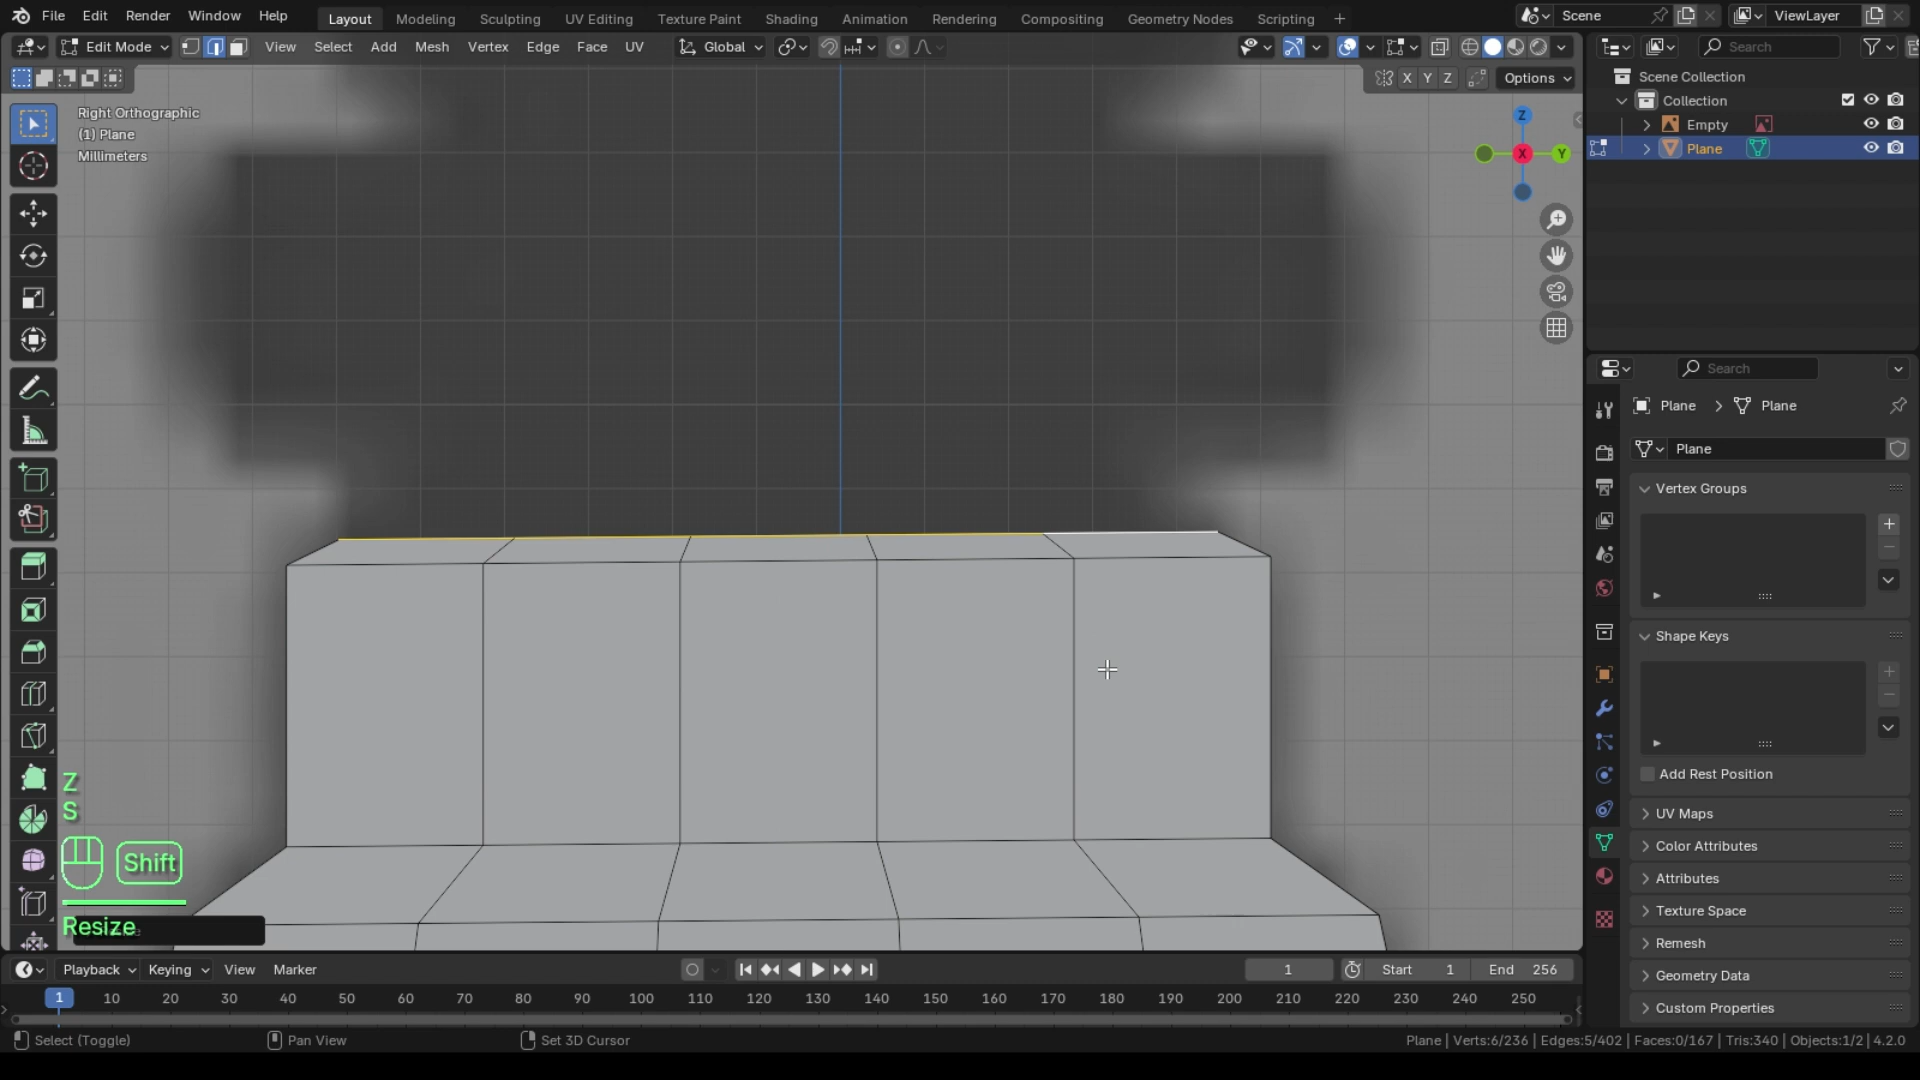 File Edit Render Window Help Layout Modeling Sculpting UV Editing Texture Paint Shading Animation Rendering Compositing Geometry Nodes Scripting + Scene ViewLayer
Edit Mode View Select Add Mesh Vertex Edge Face UV Global Search
X Y Z Options
Right Orthographic
(1) Plane
Millimeters
Z
X
Y
Scene Collection
Collection
Empty
Plane
Search
Plane > Plane
Plane
Vertex Groups
Shape Keys
Add Rest Position
UV Maps
Color Attributes
Attributes
Texture Space
Remesh
Geometry Data
Custom Properties
Z
S
Shift
Resize
Playback Keying View Marker 1 Start 1 End 256
1 10 20 30 40 50 60 70 80 90 100 110 120 130 140 150 160 170 180 190 200 210 220 230 240 250
Select (Toggle) Pan View Set 3D Cursor Plane | Verts:6/236 | Edges:5/402 | Faces:0/167 | Tris:340 | Objects:1/2 | 4.2.0